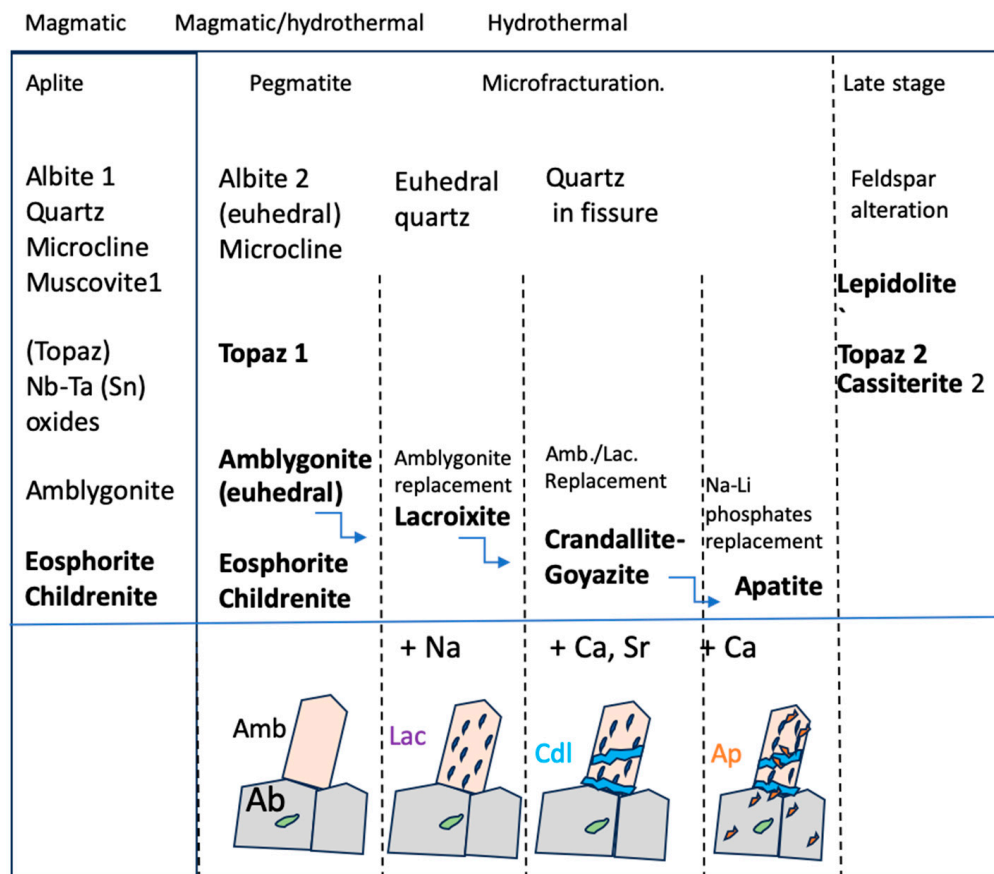 Magmatic
Magmatic/hydrothermal
Hydrothermal
Aplite
Pegmatite
Microfracturation.
Late stage
Albite 1
Quartz
Microcline
Muscovite1
(Topaz)
Nb-Ta (Sn)
oxides
Amblygonite
Eosphorite
Childrenite
Albite 2
(euhedral)
Microcline
Topaz 1
Amblygonite
(euhedral)
Eosphorite
Childrenite
Euhedral
quartz
Amblygonite
replacement
Lacroixite
Quartz
in fissure
Amb./Lac.
Replacement
Crandallite-
Goyazite
Na-Li
phosphates
replacement
Apatite
Feldspar
alteration
Lepidolite
`
Topaz 2
Cassiterite 2
+ Na
+ Ca, Sr
+ Ca
Amb
Ab
Lac
Cdl
Ap